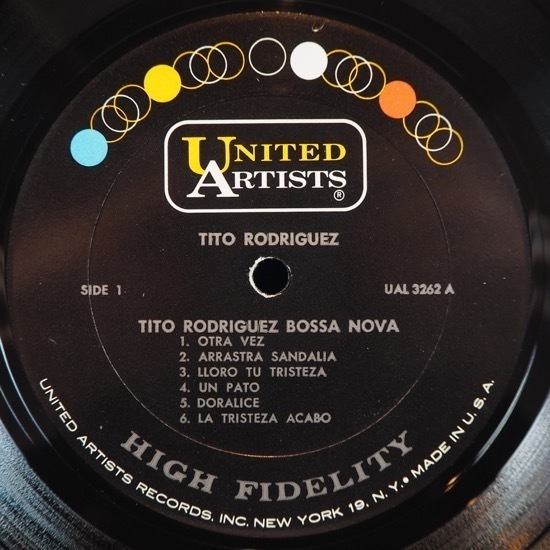 UNITED
ARTISTS
®
TITO RODRIGUEZ
SIDE 1
UAL 3262 A
TITO RODRIGUEZ BOSSA NOVA
1. OTRA VEZ
2. ARRASTRA SANDALIA
3. LLORO TU TRISTEZA
4. UN PATO
5. DORALICE
6. LA TRISTEZA ACABO
HIGH FIDELITY
UNITED ARTISTS RECORDS, INC. NEW YORK 19, N.Y. • MADE IN U.S.A.